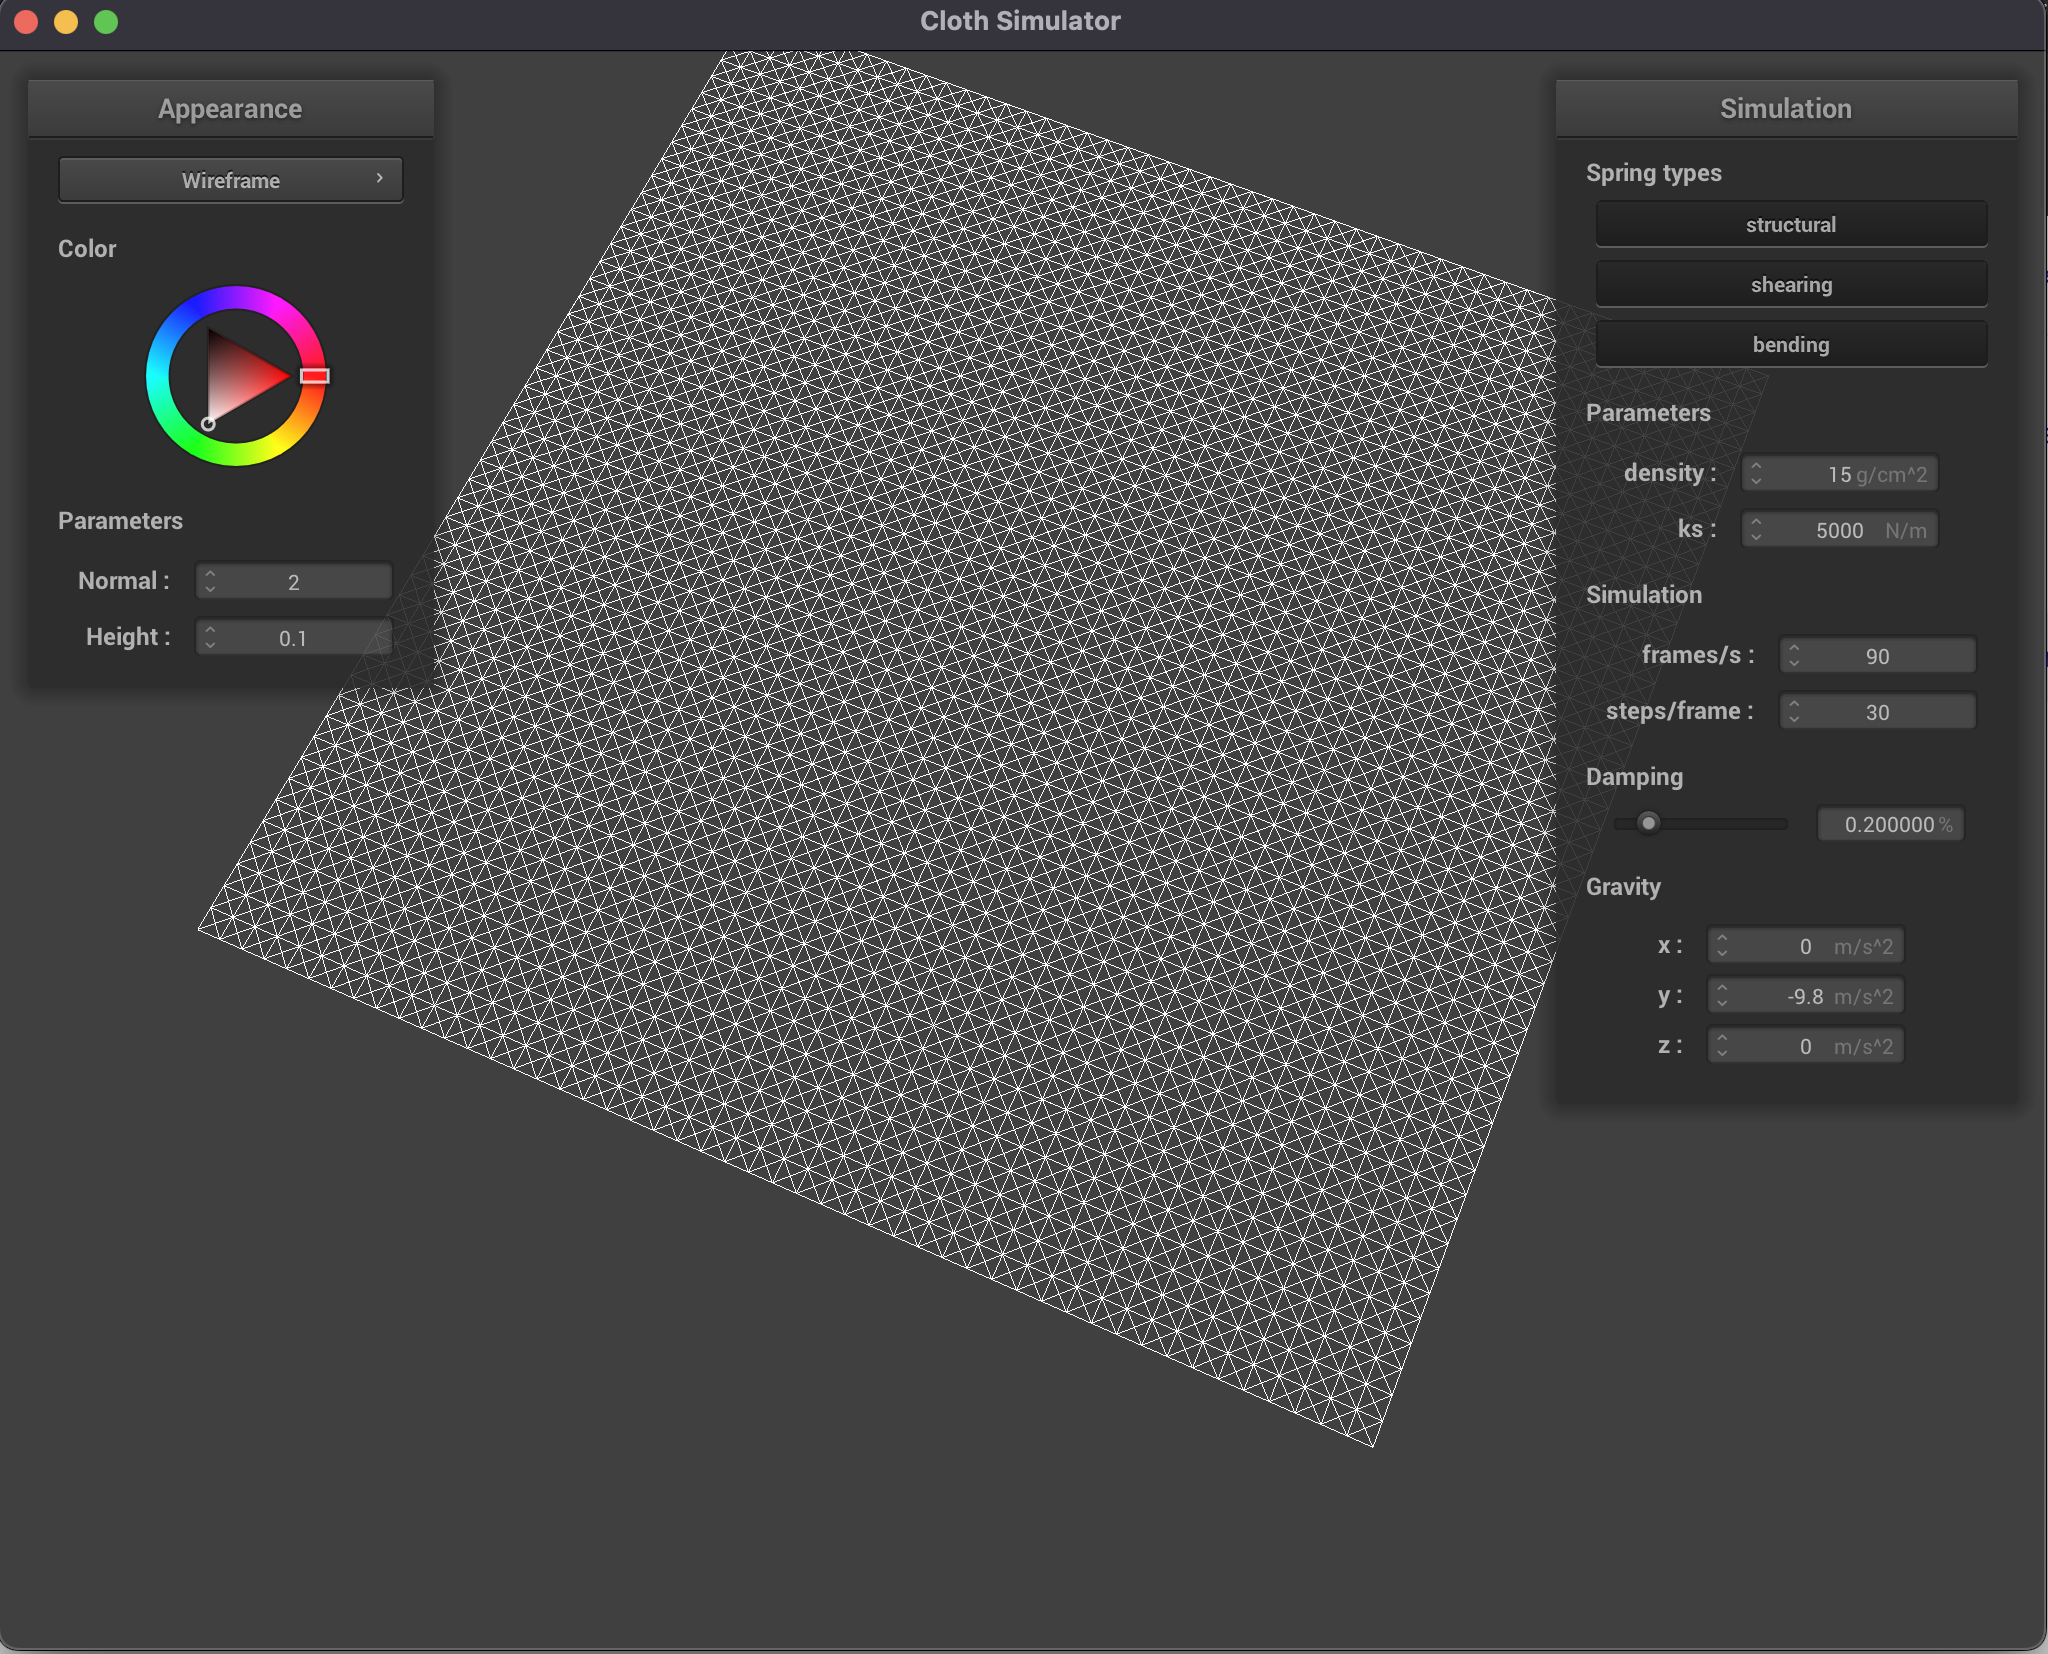 Cloth Simulator
Appearance
Wireframe
Color
Parameters
Normal : 2
Height : 0.1
Simulation
Spring types
structural
shearing
bending
Parameters
density : 15 g/cm^2
ks : 5000 N/m
Simulation
frames/s : 90
steps/frame : 30
Damping
0.200000 %
Gravity
x : 0 m/s^2
y : -9.8 m/s^2
z : 0 m/s^2